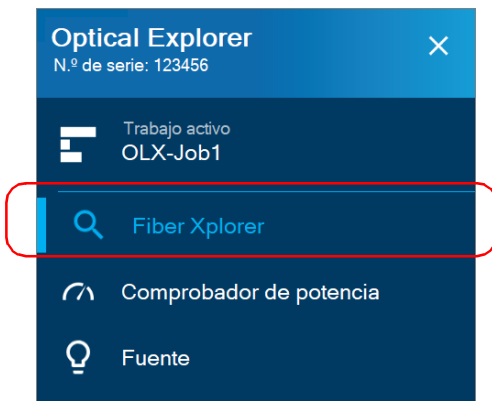 Optical Explorer
N.º de serie: 123456
Trabajo activo
OLX-Job1
Fiber Xplorer
Comprobador de potencia
Fuente